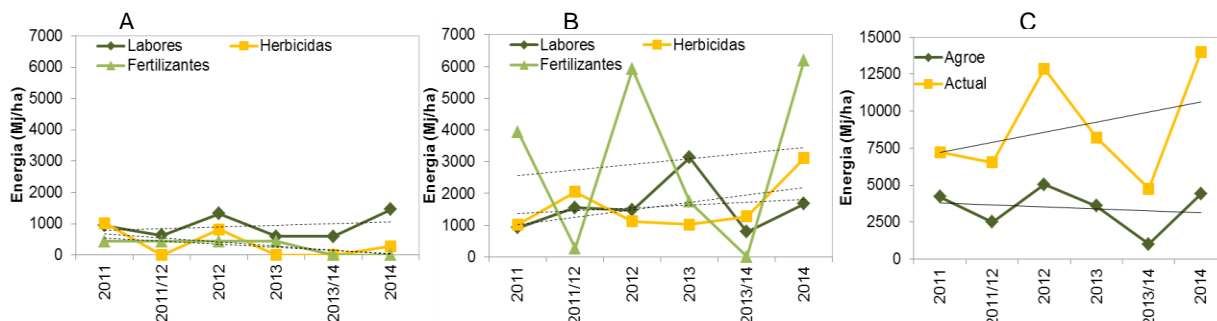 A
Labores
Herbicidas
Fertilizantes
Energia (Mj/ha)
7000
6000
5000
4000
3000
2000
1000
0
2011
2011/12
2012
2013
2013/14
2014
B
Labores
Herbicidas
Fertilizantes
Energia (Mj/ha)
7000
6000
5000
4000
3000
2000
1000
0
2011
2011/12
2012
2013
2013/14
2014
C
Agroe
Actual
Energia (Mj/ha)
15000
12500
10000
7500
5000
2500
0
2011
2011/12
2012
2013
2013/14
2014